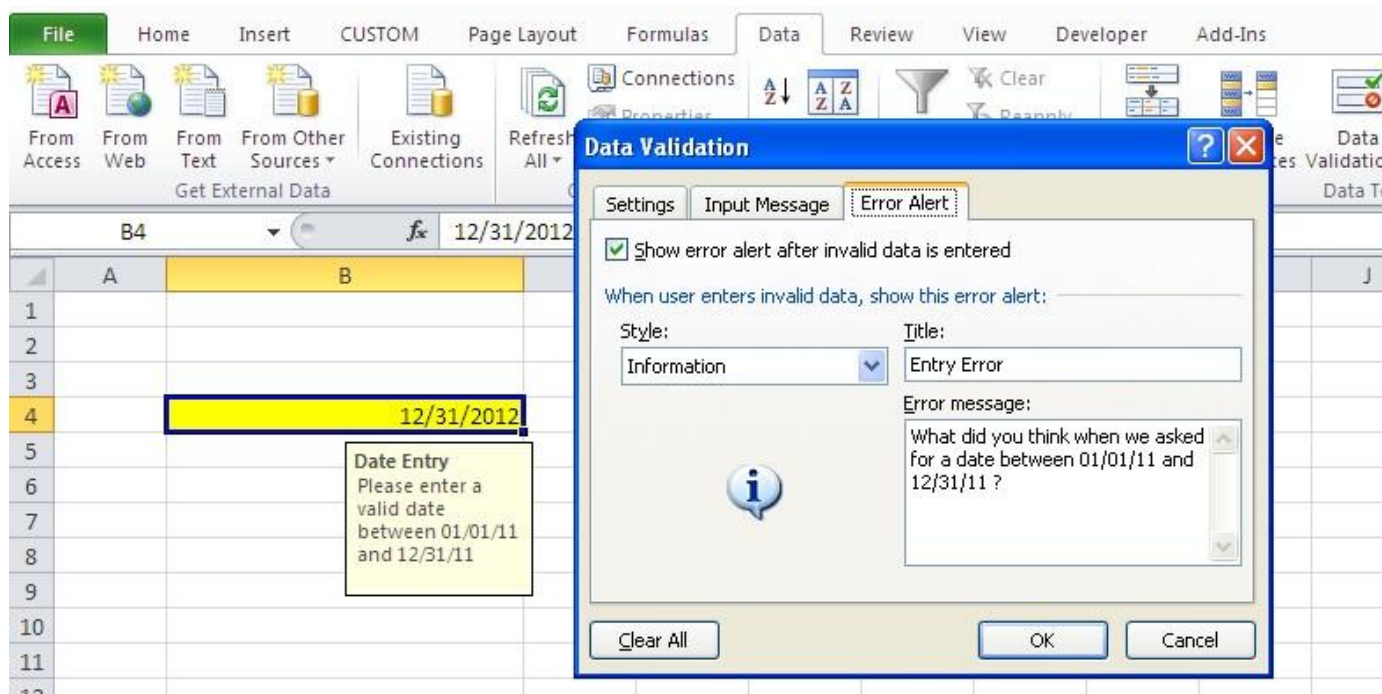 File Home Insert CUSTOM Page Layout Formulas Data Review View Developer Add-Ins
Connections
Clear
Properties
Reapply
From Access
From Web
From Text
From Other Sources
Existing Connections
Refresh All
Data
Get External Data
Data Validation
Settings Input Message Error Alert
B4 fx 12/31/2012
Show error alert after invalid data is entered
When user enters invalid data, show this error alert:
Style: Title:
Information Entry Error
Error message:
What did you think when we asked
for a date between 01/01/11 and
12/31/11 ?
Clear All OK Cancel
A B J
1
2
3
4 12/31/2012
5
6
7
8
9
10
11
Date Entry
Please enter a
valid date
between 01/01/11
and 12/31/11